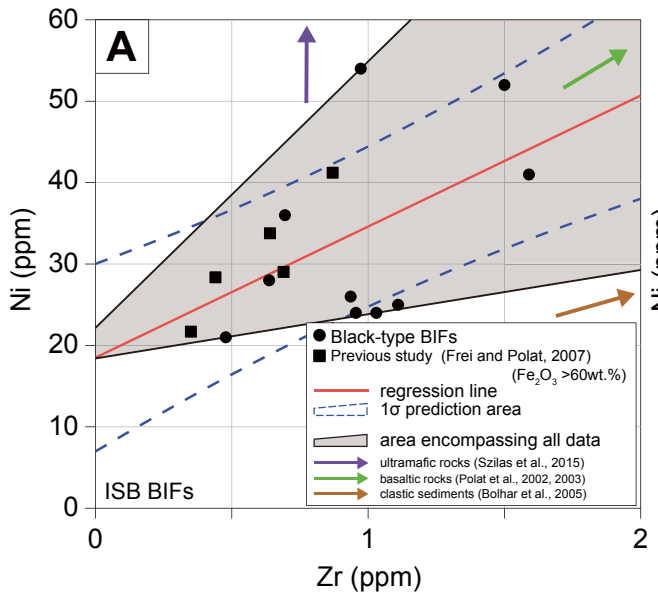 A
60
50
40
30
20
10
0
Ni (ppm)
Ni (ppm)
Black-type BIFs
Previous study (Frei and Polat, 2007)
(Fe₂O₃ >60wt.%)
regression line
1σ prediction area
area encompassing all data
ultramafic rocks (Szilas et al., 2015)
basaltic rocks (Polat et al., 2002, 2003)
clastic sediments (Bolhar et al., 2005)
ISB BIFs
0 1 2
Zr (ppm)